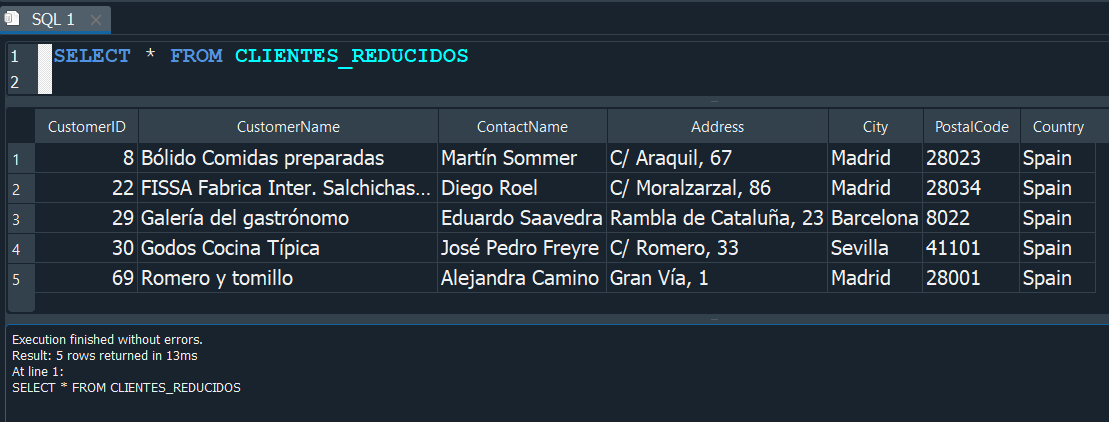 SQL 1
1 SELECT * FROM CLIENTES_REDUCIDOS
2
CustomerID CustomerName ContactName Address City PostalCode Country
1 8 Bólido Comidas preparadas Martín Sommer C/ Araquil, 67 Madrid 28023 Spain
2 22 FISSA Fabrica Inter. Salchichas... Diego Roel C/ Moralzarzal, 86 Madrid 28034 Spain
3 29 Galería del gastrónomo Eduardo Saavedra Rambla de Cataluña, 23 Barcelona 8022 Spain
4 30 Godos Cocina Típica José Pedro Freyre C/ Romero, 33 Sevilla 41101 Spain
5 69 Romero y tomillo Alejandra Camino Gran Vía, 1 Madrid 28001 Spain
Execution finished without errors.
Result: 5 rows returned in 13ms
At line 1:
SELECT * FROM CLIENTES_REDUCIDOS